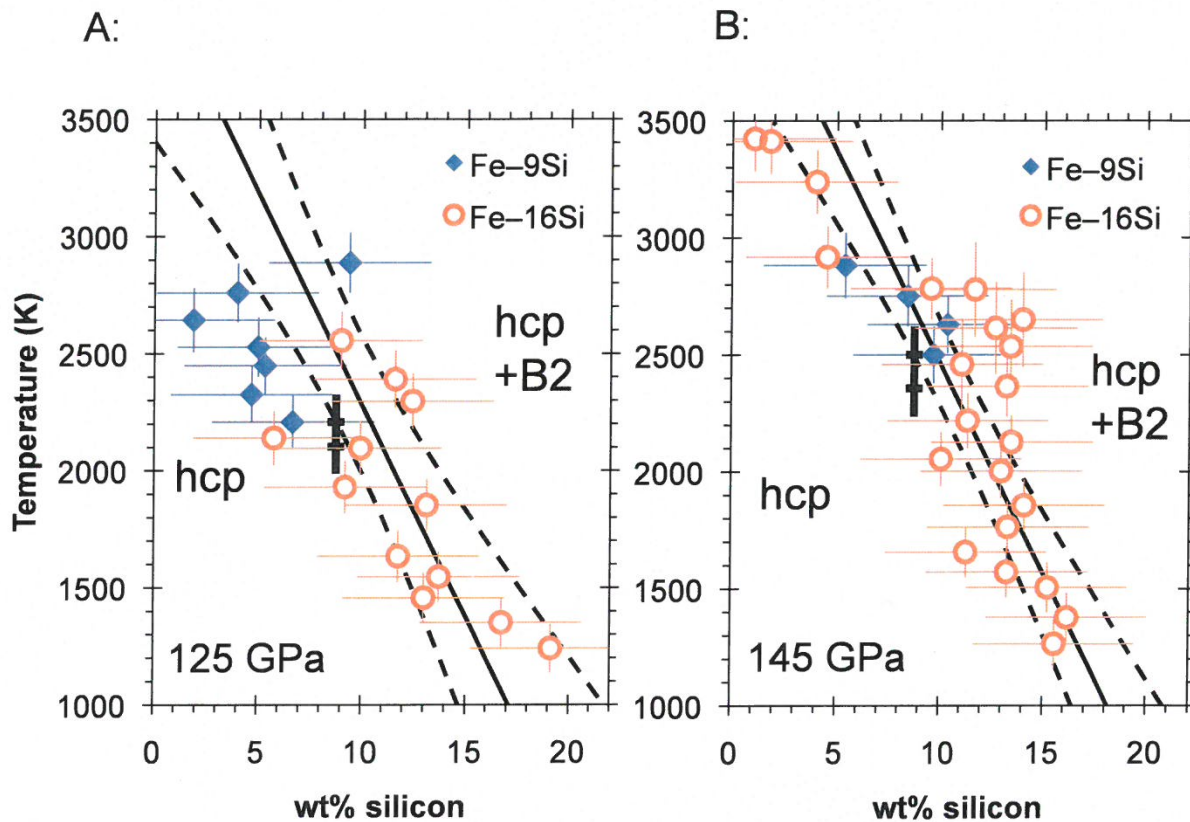 A:
B:
3500
3000
2500
2000
1500
1000
Temperature (K)
Fe–9Si
Fe–16Si
hcp
+B2
hcp
125 GPa
0 5 10 15 20
wt% silicon
3500
3000
2500
2000
1500
1000
Fe–9Si
Fe–16Si
hcp
+B2
hcp
145 GPa
0 5 10 15 20
wt% silicon